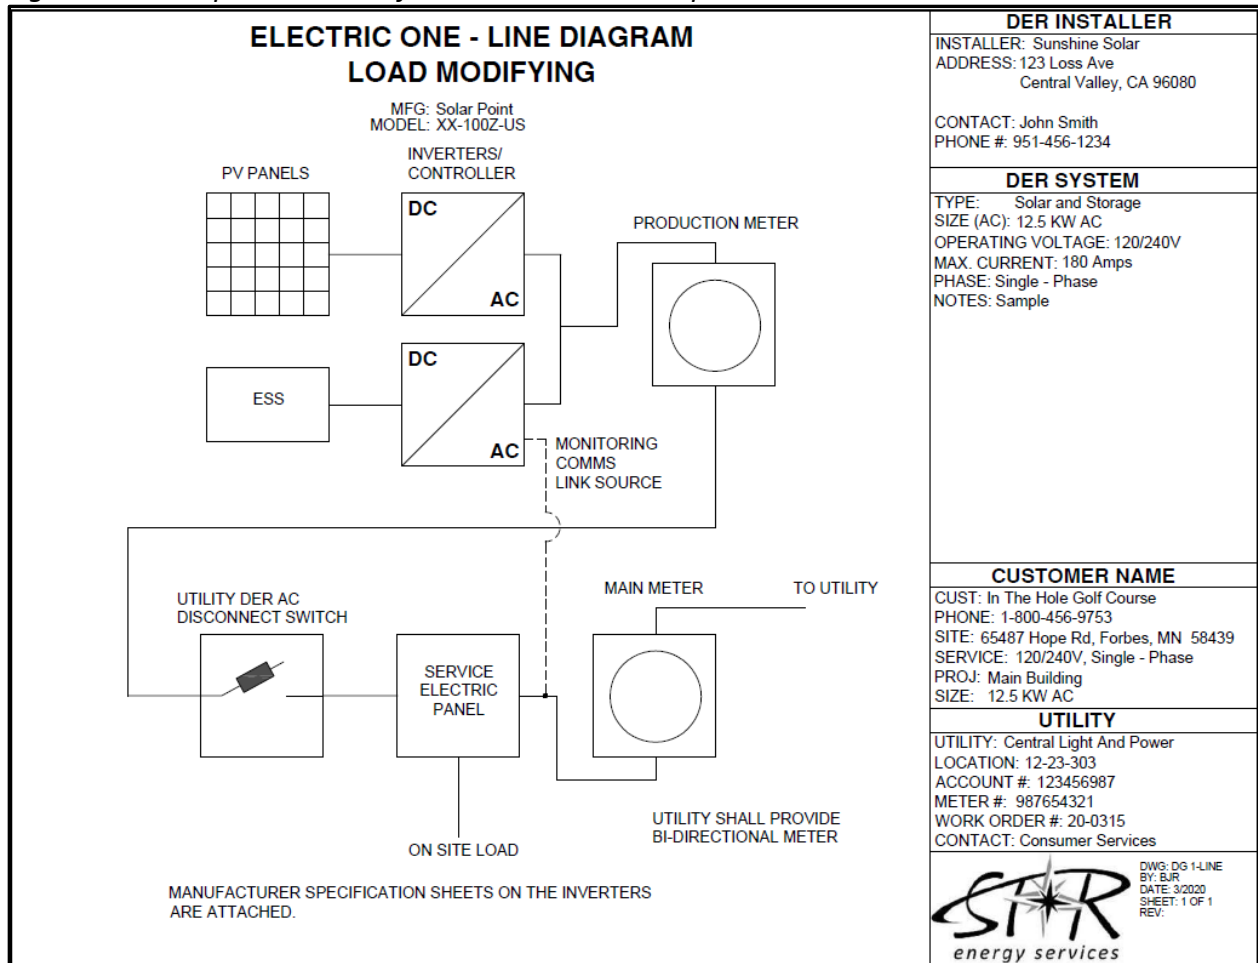 ELECTRIC ONE - LINE DIAGRAM
LOAD MODIFYING
MFG: Solar Point
MODEL: XX-100Z-US
INVERTERS/
CONTROLLER
PV PANELS
DC
AC
PRODUCTION METER
ESS
DC
AC
MONITORING
COMMS
LINK SOURCE
UTILITY DER AC
DISCONNECT SWITCH
SERVICE
ELECTRIC
PANEL
MAIN METER
TO UTILITY
ON SITE LOAD
UTILITY SHALL PROVIDE
BI-DIRECTIONAL METER
MANUFACTURER SPECIFICATION SHEETS ON THE INVERTERS
ARE ATTACHED.
DER INSTALLER
INSTALLER: Sunshine Solar
ADDRESS: 123 Loss Ave
Central Valley, CA 96080
CONTACT: John Smith
PHONE #: 951-456-1234
DER SYSTEM
TYPE: Solar and Storage
SIZE (AC): 12.5 KW AC
OPERATING VOLTAGE: 120/240V
MAX. CURRENT: 180 Amps
PHASE: Single - Phase
NOTES: Sample
CUSTOMER NAME
CUST: In The Hole Golf Course
PHONE: 1-800-456-9753
SITE: 65487 Hope Rd, Forbes, MN 58439
SERVICE: 120/240V, Single - Phase
PROJ: Main Building
SIZE: 12.5 KW AC
UTILITY
UTILITY: Central Light And Power
LOCATION: 12-23-303
ACCOUNT #: 123456987
METER #: 987654321
WORK ORDER #: 20-0315
CONTACT: Consumer Services
STAR
energy services
DWG: DG 1-LINE
BY: BJR
DATE: 3/2020
SHEET: 1 OF 1
REV: